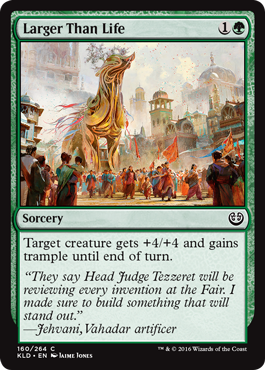 Larger Than Life 1
Sorcery
Target creature gets +4/+4 and gains
trample until end of turn.
“They say Head Judge Tezzeret will be
reviewing every invention at the Fair. I
made sure to build something that will
stand out.”
—Jehvani, Vahadar artificer
160/264 C
KLD • EN Jaime Jones
™ & © 2016 Wizards of the Coast